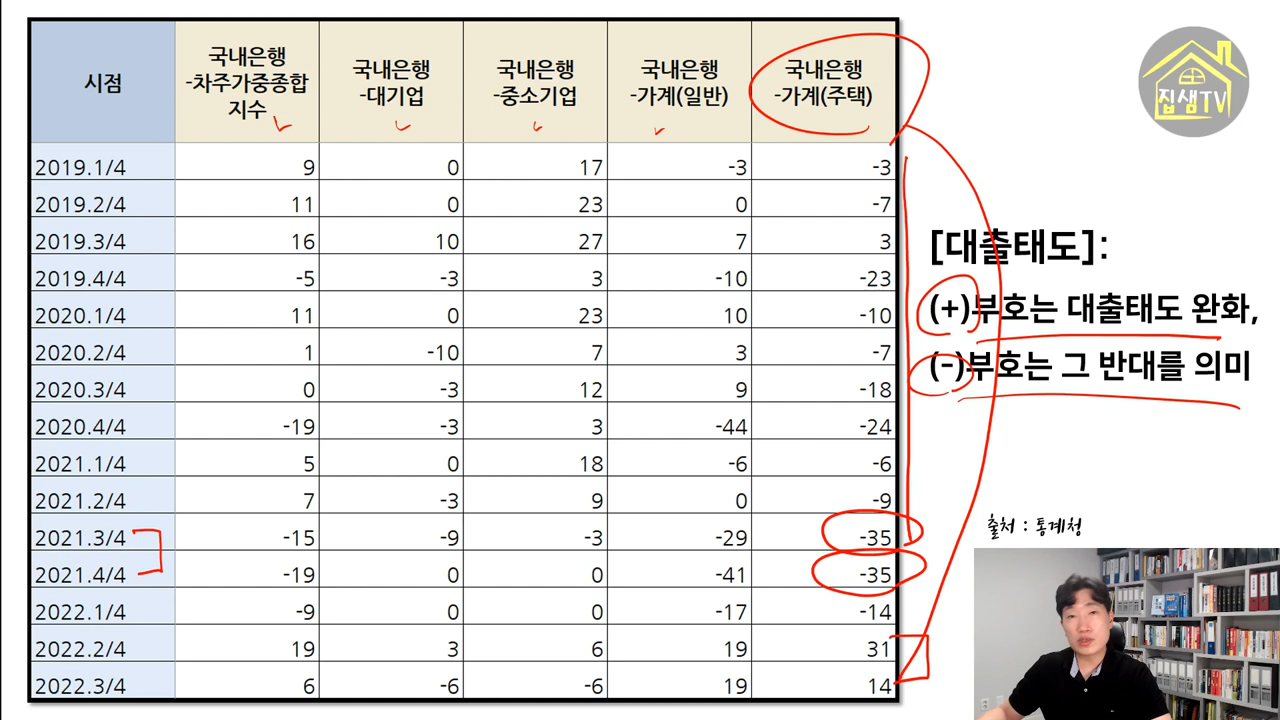 시점 국내은행-차주가중종합지수 국내은행-대기업 국내은행-중소기업 국내은행-가계(일반) 국내은행-가계(주택)
2019.1/4 9 0 17 -3 -3
2019.2/4 11 0 23 0 -7
2019.3/4 16 10 27 7 3
2019.4/4 -5 -3 3 -10 -23
2020.1/4 11 0 23 10 -10
2020.2/4 1 -10 7 3 -7
2020.3/4 0 -3 12 9 -18
2020.4/4 -19 -3 3 -44 -24
2021.1/4 5 0 18 -6 -6
2021.2/4 7 -3 9 0 -9
2021.3/4 -15 -9 -3 -29 -35
2021.4/4 -19 0 0 -41 -35
2022.1/4 -9 0 0 -17 -14
2022.2/4 19 3 6 19 31
2022.3/4 6 -6 -6 19 14
집샘TV
[대출태도]:
(+)부호는 대출태도 완화,
(-)부호는 그 반대를 의미
출처 : 통계청